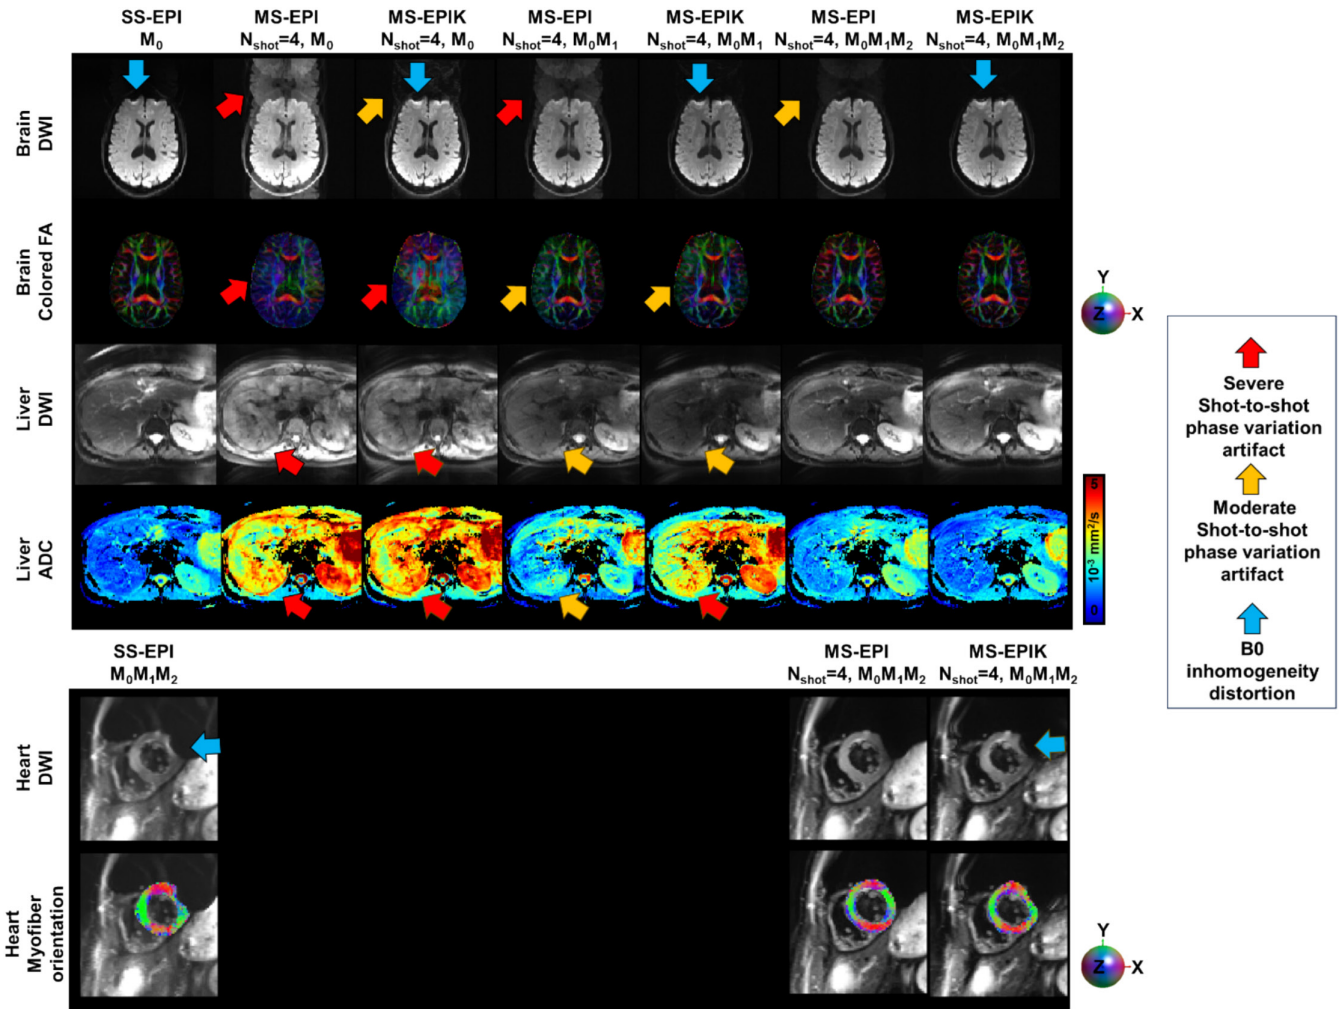 SS-EPI MS-EPI MS-EPIK MS-EPI MS-EPIK MS-EPI MS-EPIK
M₀ Nshot=4, M₀ Nshot=4, M₀ Nshot=4, M₀M₁ Nshot=4, M₀M₁ Nshot=4, M₀M₁M₂ Nshot=4, M₀M₁M₂
Brain
DWI
Brain
Colored FA
Y
Z
X
Liver
DWI
Liver
ADC
5
10⁻³ mm²/s
0
Severe
Shot-to-shot
phase variation
artifact
Moderate
Shot-to-shot
phase variation
artifact
B0
inhomogeneity
distortion
SS-EPI MS-EPI MS-EPIK
M₀M₁M₂ Nshot=4, M₀M₁M₂ Nshot=4, M₀M₁M₂
Heart
DWI
Heart
Myofiber
orientation
Y
Z
X